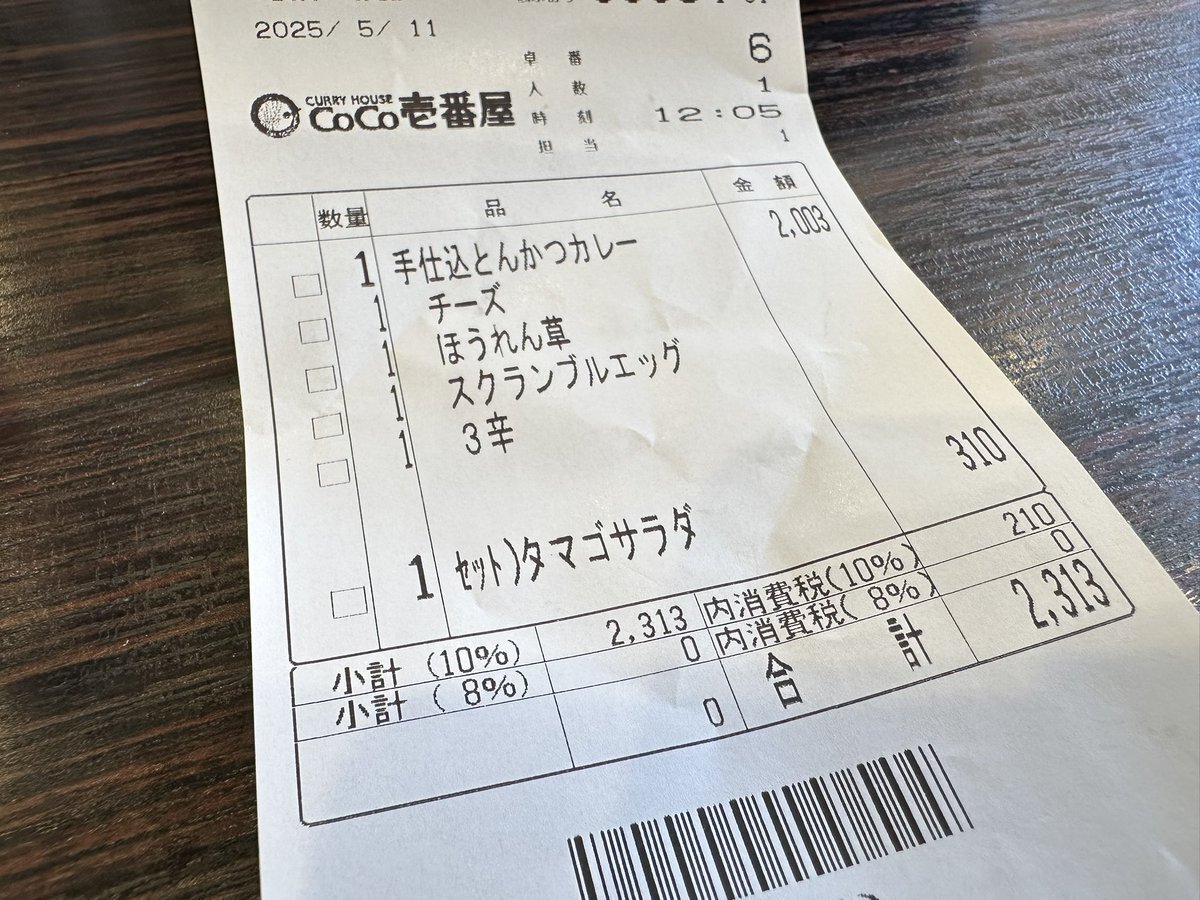 2025/ 5/ 11
卓 番 6
人 数 1
CURRY HOUSE
CoCo壱番屋
時 刻 12:05
担 当 1
数量 品 名 金 額
1 手仕込とんかつカレー 2,003
1 チーズ
1 ほうれん草
1 スクランブルエッグ
1 3辛
1 ｾｯﾄ)タマゴサラダ 310
小計 (10%) 2,313 内消費税(10%) 210
小計 ( 8%) 0 内消費税( 8%) 0
0 合 計 2,313